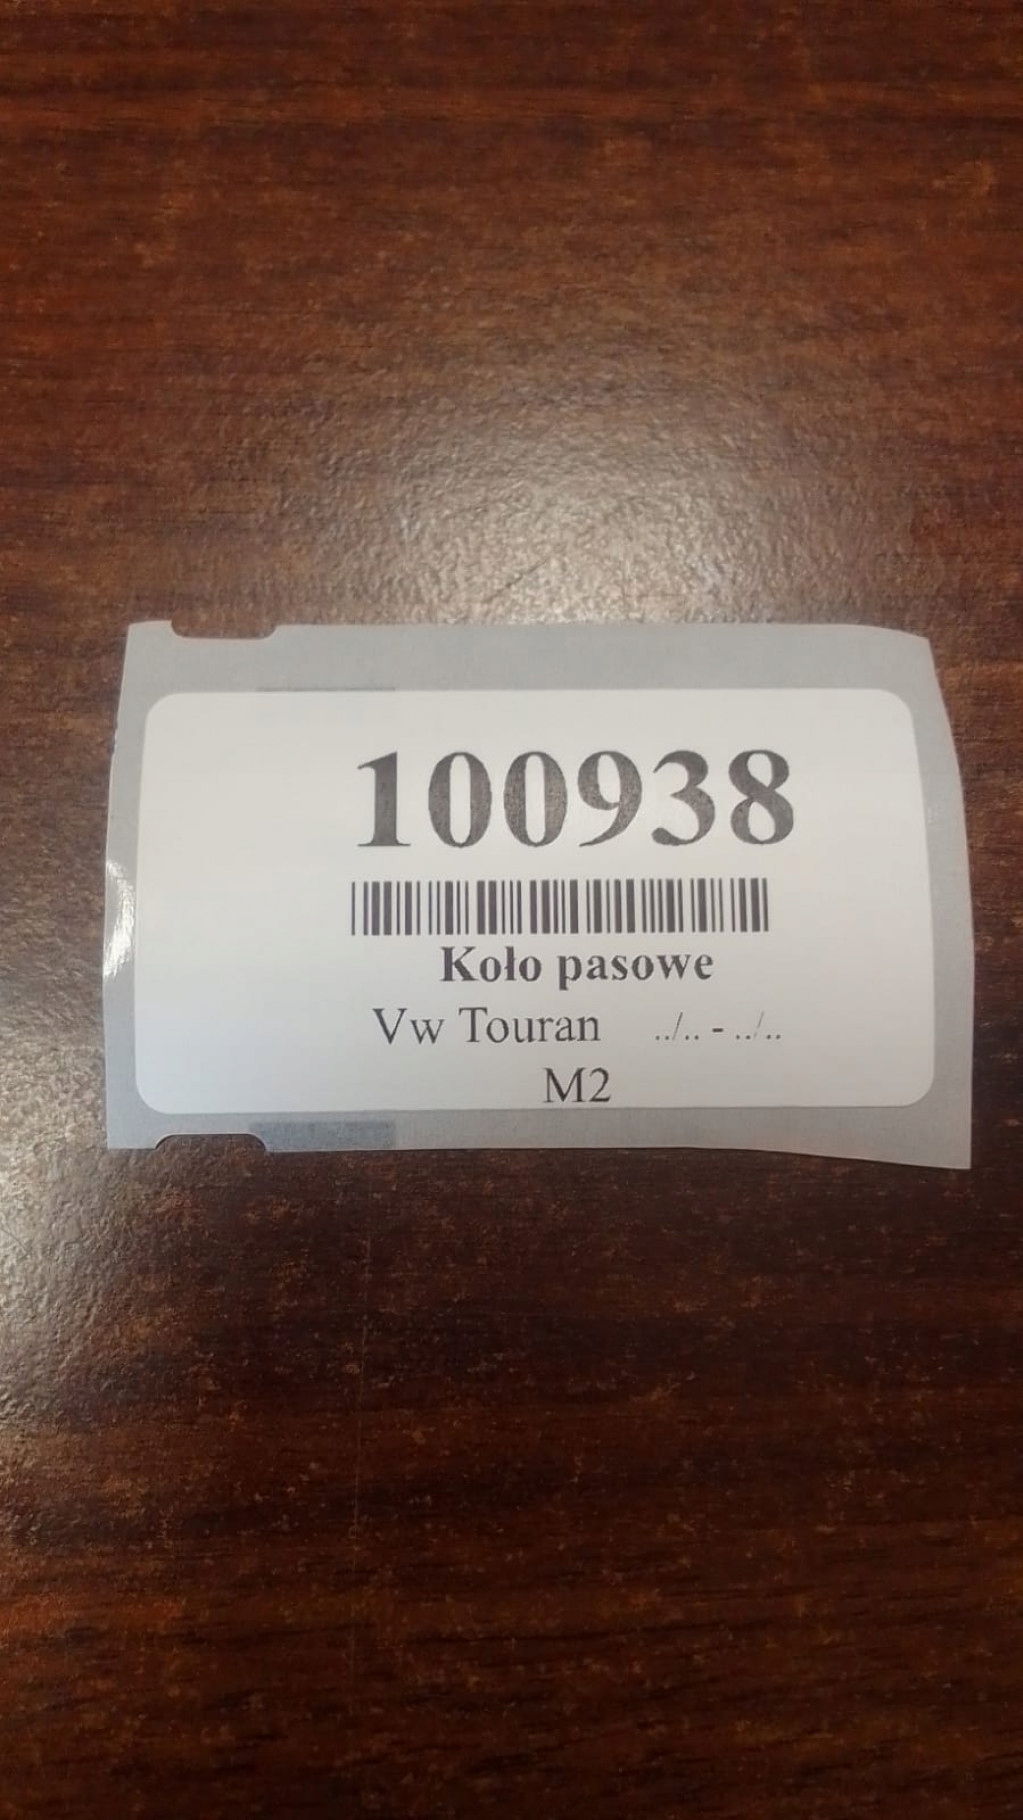 100938
Koło pasowe
Vw Touran ../.. - ../..
M2